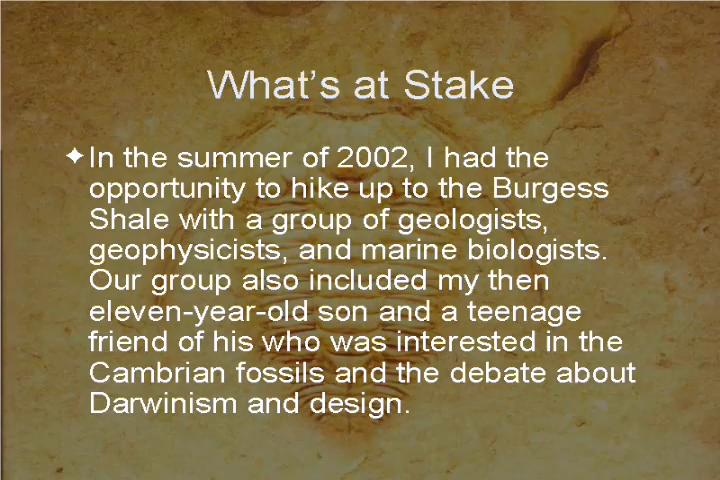 What's at Stake
✦In the summer of 2002, I had the
opportunity to hike up to the Burgess
Shale with a group of geologists,
geophysicists, and marine biologists.
Our group also included my then
eleven-year-old son and a teenage
friend of his who was interested in the
Cambrian fossils and the debate about
Darwinism and design.